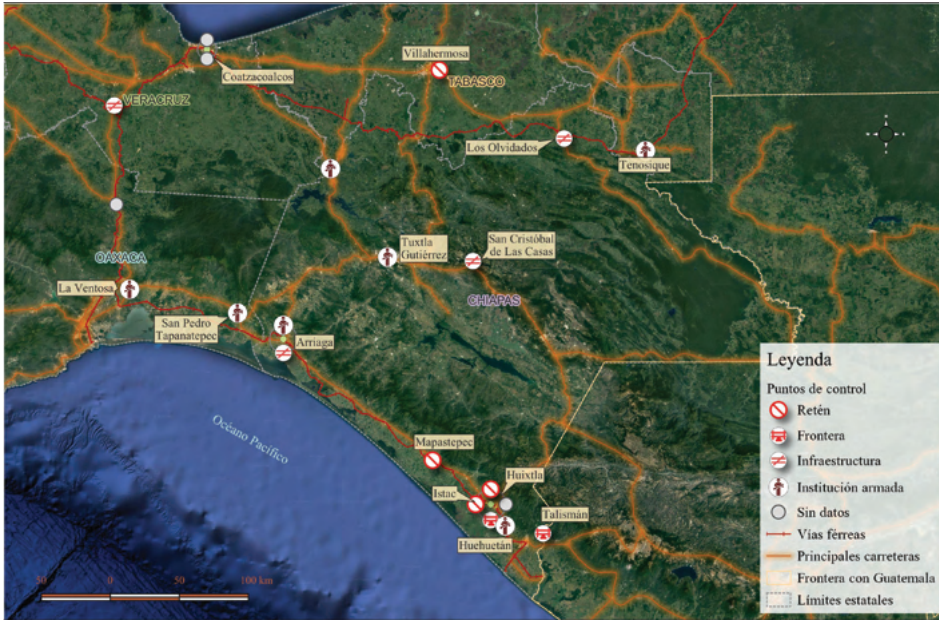 Villahermosa
TABASCO
Coatzacoalcos
VERACRUZ
Los Olvidados
Tenosique
Tuxtla
Gutiérrez
San Cristóbal
de Las Casas
OAXACA
La Ventosa
CHIAPAS
San Pedro
Tapanatepec
Arriaga
Océano Pacífico
Mapastepec
Huixtla
Istac
Talismán
Huehuetán
50 0 50 100 km
Leyenda
Puntos de control
Retén
Frontera
Infraestructura
Institución armada
Sin datos
Vías férreas
Principales carreteras
Frontera con Guatemala
Límites estatales